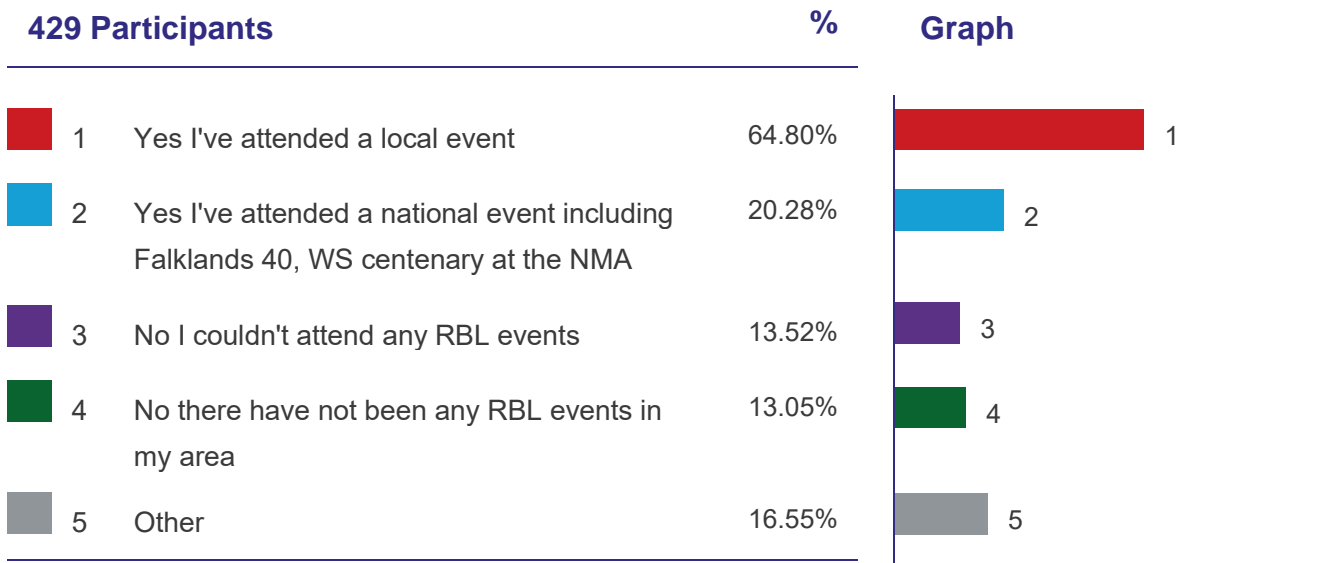 429 Participants % Graph
1 Yes I've attended a local event 64.80% 1
2 Yes I've attended a national event including 20.28% 2
Falklands 40, WS centenary at the NMA
3 No I couldn't attend any RBL events 13.52% 3
4 No there have not been any RBL events in 13.05% 4
my area
5 Other 16.55% 5